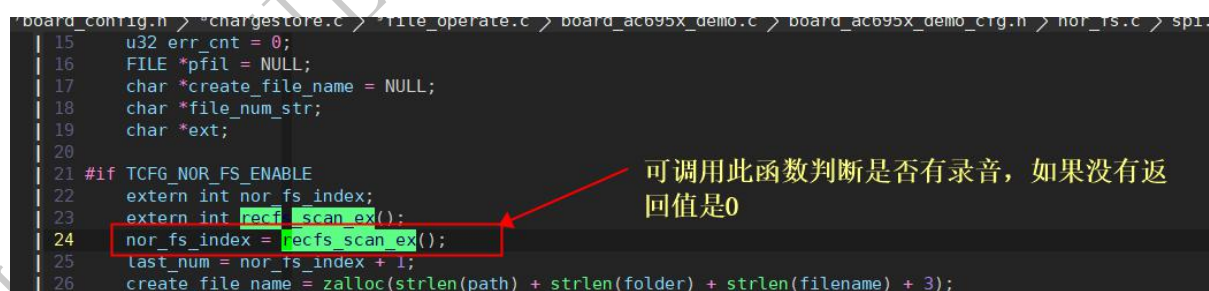 board_config.h > *chargestore.c > *file_operate.c > board_ac695x_demo.c > board_ac695x_demo_cfg.h > nor_fs.c > spi.
15 u32 err_cnt = 0;
16 FILE *pfil = NULL;
17 char *create_file_name = NULL;
18 char *file_num_str;
19 char *ext;
20
21 #if TCFG_NOR_FS_ENABLE
22 extern int nor_fs_index;
23 extern int recfs_scan_ex();
24 nor_fs_index = recfs_scan_ex();
25 last_num = nor_fs_index + 1;
26 create_file_name = zalloc(strlen(path) + strlen(folder) + strlen(filename) + 3);
可调用此函数判断是否有录音，如果没有返
回值是0